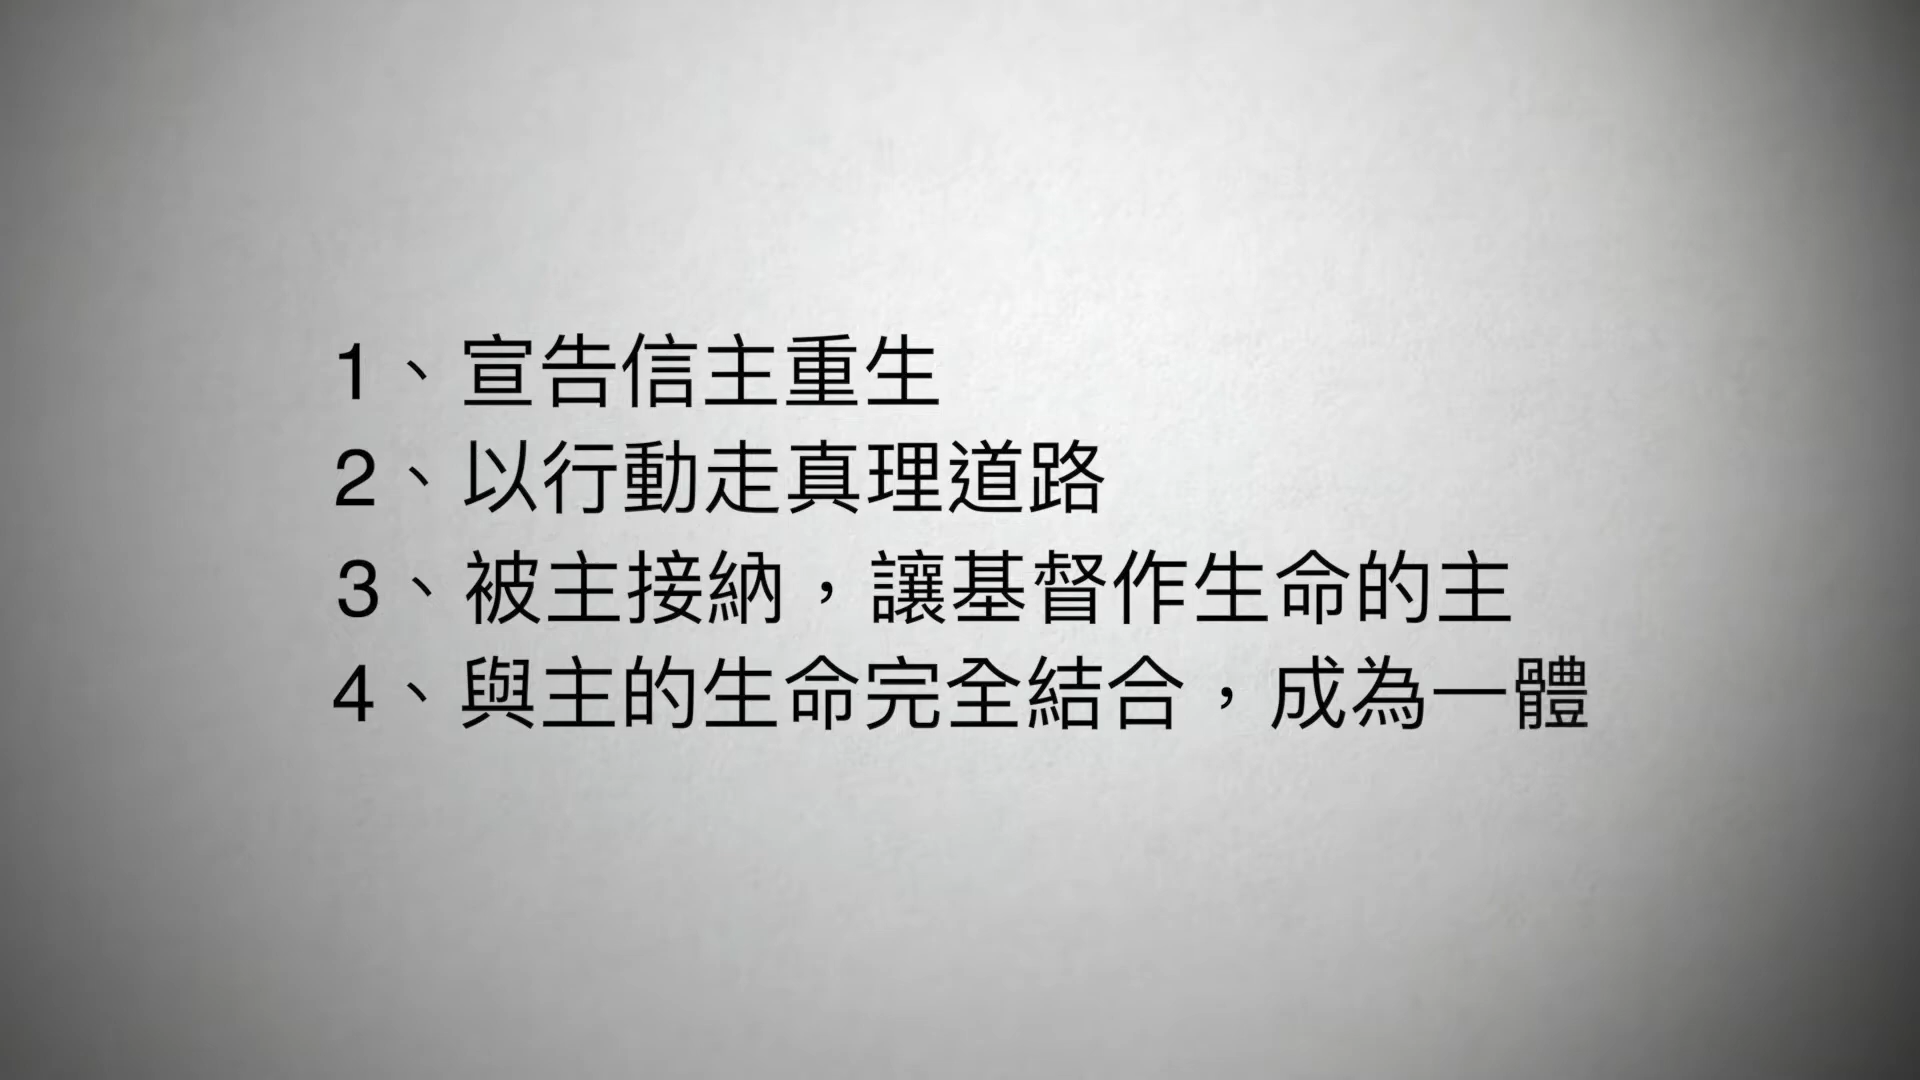 1、宣告信主重生
2、以行動走真理道路
3、被主接納，讓基督作生命的主
4、與主的生命完全結合，成為一體